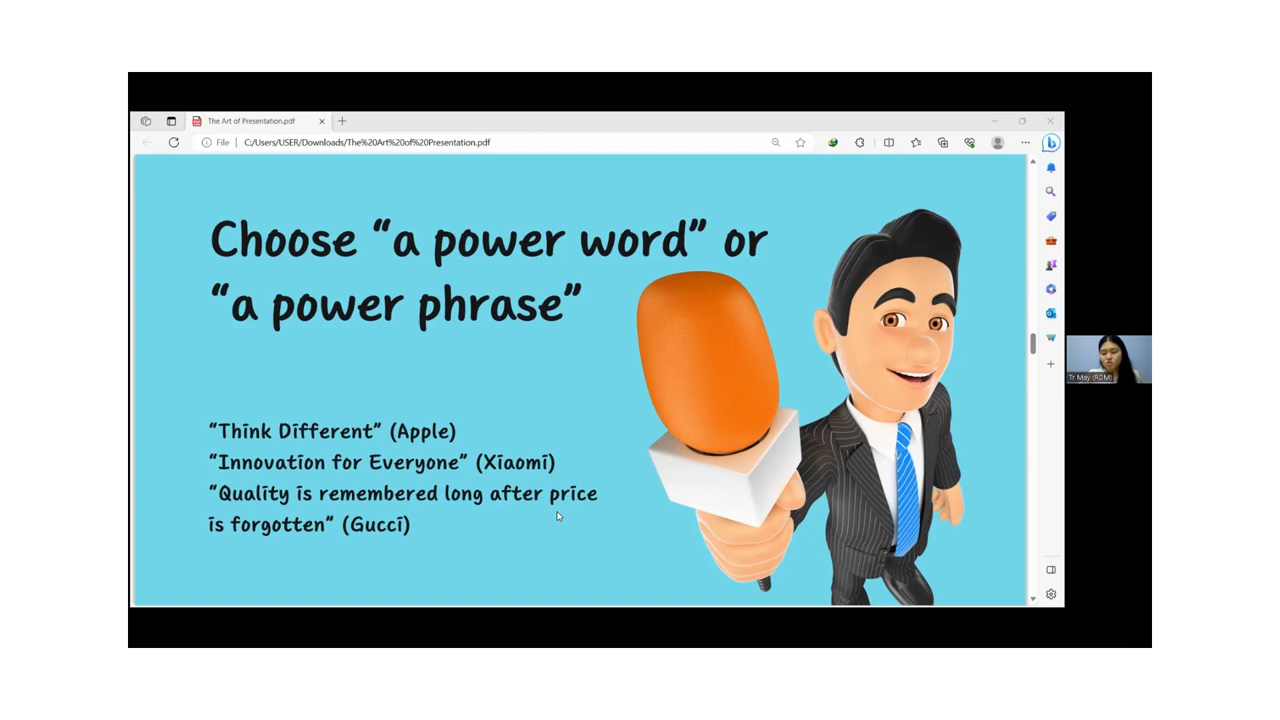 The Art of Presentation.pdf
File
C:/Users/USER/Downloads/The%20Art%20of%20Presentation.pdf
Choose “a power word” or
“a power phrase”
“Think Different” (Apple)
“Innovation for Everyone” (Xiaomi)
“Quality is remembered long after price
is forgotten” (Gucci)
Tr. May (RDM)